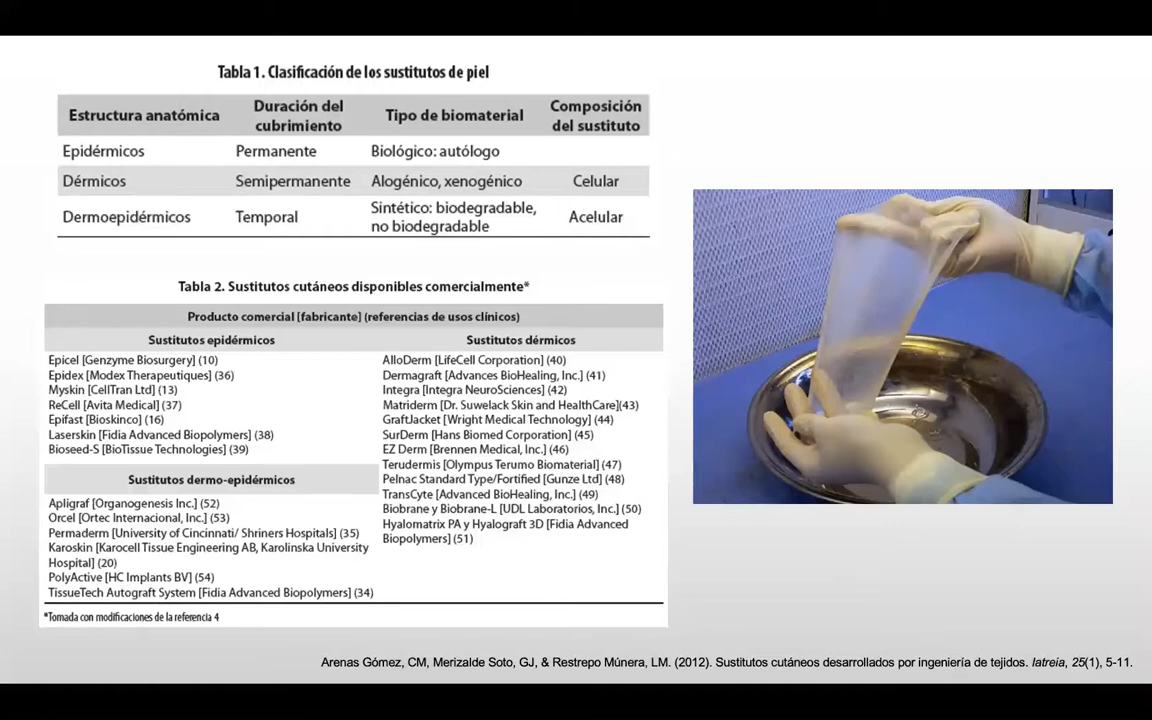 Tabla 1. Clasificación de los sustitutos de piel
Estructura anatómica Duración del cubrimiento Tipo de biomaterial Composición del sustituto
Epidérmicos Permanente Biológico: autólogo
Dérmicos Semipermanente Alogénico, xenogénico Celular
Dermoepidérmicos Temporal Sintético: biodegradable, no biodegradable Acelular
Tabla 2. Sustitutos cutáneos disponibles comercialmente*
Producto comercial [fabricante] (referencias de usos clínicos)
Sustitutos epidérmicos
Epicel [Genzyme Biosurgery] (10)
Epidex [Modex Therapeutiques] (36)
Myskin [CellTran Ltd] (13)
ReCell [Avita Medical] (37)
Epifast [Bioskinco] (16)
Laserskin [Fidia Advanced Biopolymers] (38)
Bioseed-S [BioTissue Technologies] (39)
Sustitutos dermo-epidérmicos
Apligraf [Organogenesis Inc.] (52)
Orcel [Ortec Internacional, Inc.] (53)
Permaderm [University of Cincinnati/ Shriners Hospitals] (35)
Karoskin [Karocell Tissue Engineering AB, Karolinska University
Hospital] (20)
PolyActive [HC Implants BV] (54)
TissueTech Autograft System [Fidia Advanced Biopolymers] (34)
Sustitutos dérmicos
AlloDerm [LifeCell Corporation] (40)
Dermagraft [Advances BioHealing, Inc.] (41)
Integra [Integra NeuroSciences] (42)
Matriderm [Dr. Suwelack Skin and HealthCare](43)
GraftJacket [Wright Medical Technology] (44)
SurDerm [Hans Biomed Corporation] (45)
EZ Derm [Brennen Medical, Inc.] (46)
Terudermis [Olympus Terumo Biomaterial] (47)
Pelnac Standard Type/Fortified [Gunze Ltd] (48)
TransCyte [Advanced BioHealing, Inc.] (49)
Biobrane y Biobrane-L [UDL Laboratorios, Inc.] (50)
Hyalomatrix PA y Hyalograft 3D [Fidia Advanced
Biopolymers] (51)
*Tomada con modificaciones de la referencia 4
Arenas Gómez, CM, Merizalde Soto, GJ, & Restrepo Múnera, LM. (2012). Sustitutos cutáneos desarrollados por ingeniería de tejidos. Iatreia, 25(1), 5-11.